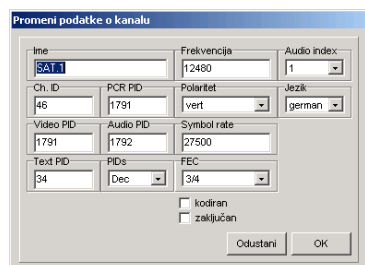 Promeni podatke o kanalu
Ime Frekvencija Audio index
SAT.1 12480 1
Ch. ID PCR PID Polaritet Jezik
46 1791 vert german
Video PID Audio PID Symbol rate
1791 1792 27500
Text PID PIDs FEC
34 Dec 3/4
kodiran
zaključan
Odustani OK